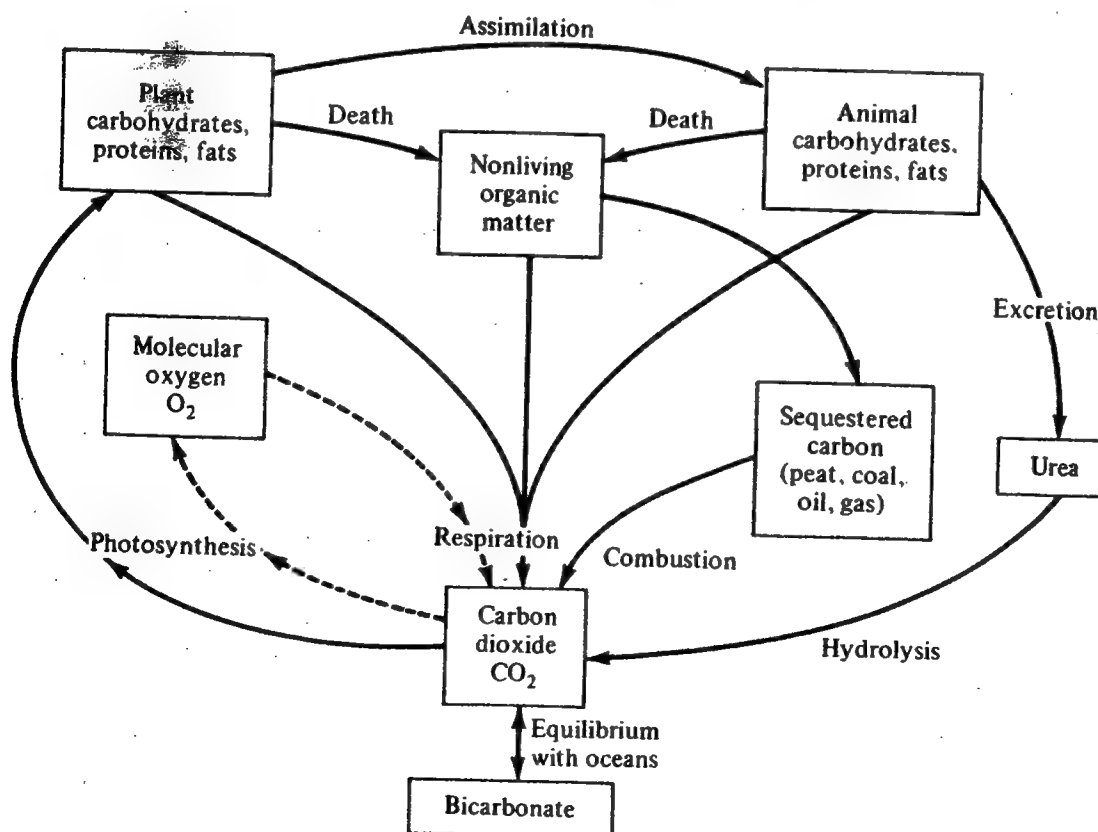 Assimilation
Plant
carbohydrates,
proteins, fats
Death
Death
Animal
carbohydrates.
proteins, fats
Nonliving
organic
matter
Excretion
Molecular
oxygen
O₂
Sequestered
carbon
(peat, coal,
oil, gas)
Urea
Photosynthesis
Respiration
Combustion
Carbon
dioxide
CO₂
Hydrolysis
Equilibrium
with oceans
Bicarbonate